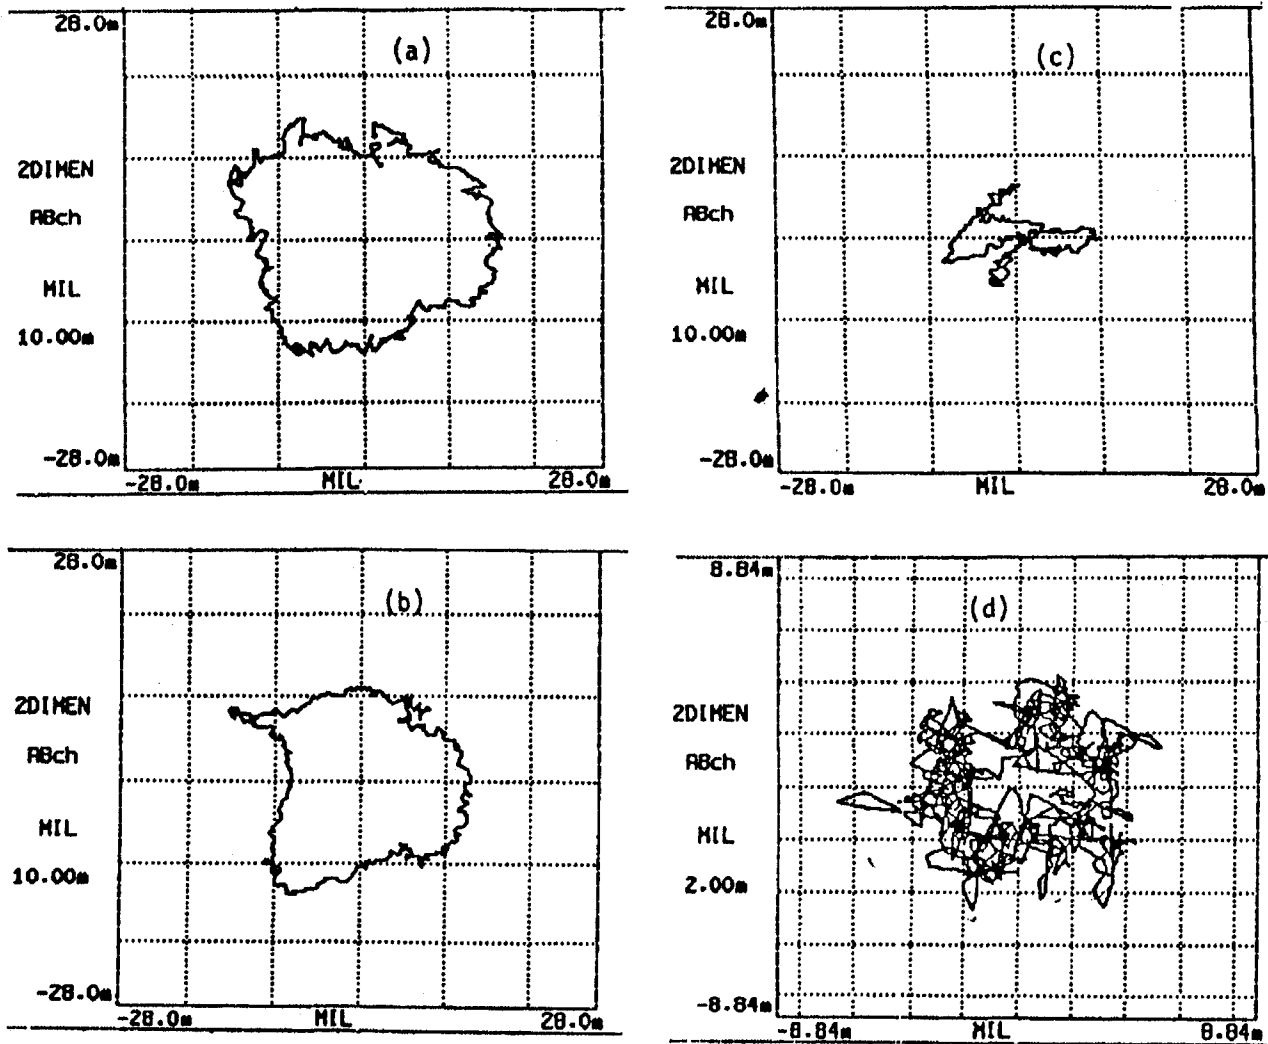 28.0m
(a)
2DIMEN
ABch
MIL
10.00m
-28.0m
-28.0m MIL 28.0m
28.0m
(c)
2DIMEN
ABch
MIL
10.00m
-28.0m
-28.0m MIL 28.0m
28.0m
(b)
2DIMEN
ABch
MIL
10.00m
-28.0m
-28.0m MIL 28.0m
8.84m
(d)
2DIMEN
ABch
MIL
2.00m
-8.84m
-8.84m MIL 8.84m